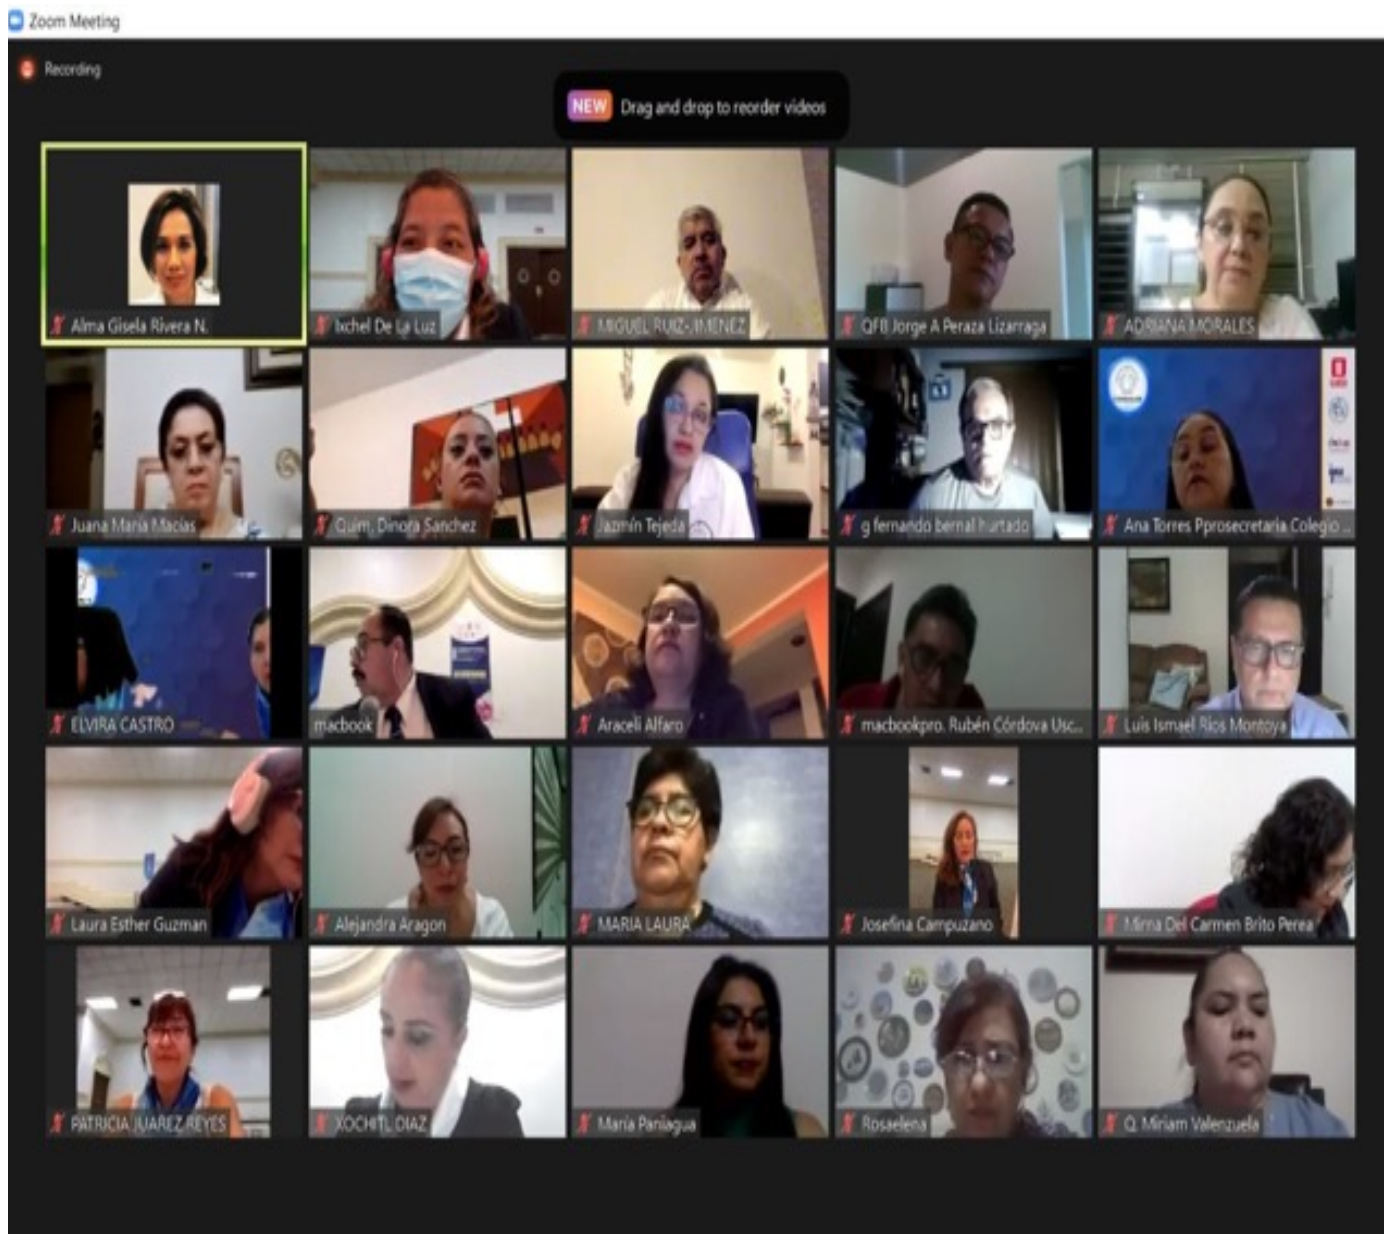 Zoom Meeting
Recording
NEW Drag and drop to reorder videos
Alma Gisela Rivera N.
Ixchel De La Luz
MIGUEL RUIZ-JIMENEZ
QFB Jorge A Peraza Lizarraga
ADRIANA MORALES
Juana María Macías
Quim. Dinora Sanchez
Jazmín Tejeda
g fernando bernal hurtado
Ana Torres Pprosecretaria Colegio ...
ELVIRA CASTRO
macbook
Araceli Alfaro
macbookpro. Rubén Córdova Usc...
Luis Ismael Rios Montoya
Laura Esther Guzman
Alejandra Aragon
MARIA LAURA
Josefina Campuzano
Mirna Del Carmen Brito Perea
PATRICIA JUAREZ REYES
XOCHITL DIAZ
María Paniagua
Rosaelena
Q. Miriam Valenzuela